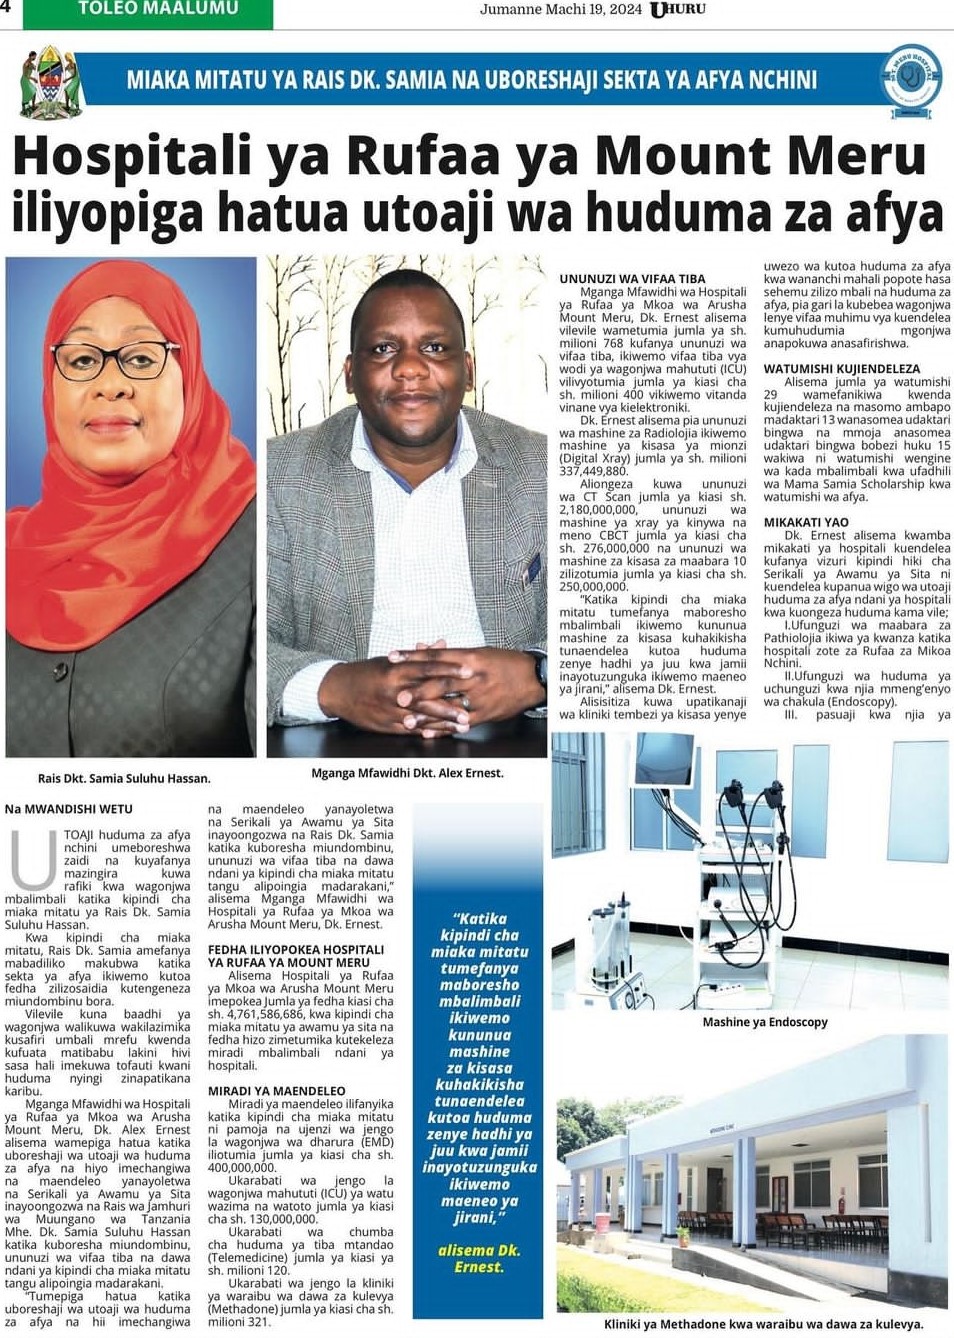 4
TOLEO MAALUMU
Jumanne Machi 19, 2024 UHURU
MT. MERU HOSPITAL
MIAKA MITATU YA RAIS DK. SAMIA NA UBORESHAJI SEKTA YA AFYA NCHINI
Hospitali ya Rufaa ya Mount Meru
iliyopiga hatua utoaji wa huduma za afya
Rais Dkt. Samia Suluhu Hassan.
Mganga Mfawidhi Dkt. Alex Ernest.
Na MWANDISHI WETU
UTOAJI huduma za afya
nchini umeboreshwa
zaidi na kuyafanya
mazingira kuwa
rafiki kwa wagonjwa
mbalimbali katika kipindi cha
miaka mitatu ya Rais Dk. Samia
Suluhu Hassan.
Kwa kipindi cha miaka
mitatu, Rais Dk. Samia amefanya
mabadiliko makubwa katika
sekta ya afya ikiwemo kutoa
fedha zilizosaidia kutengeneza
miundombinu bora.
Vilevile kuna baadhi ya
wagonjwa walikuwa wakilazimika
kusafiri umbali mrefu kwenda
kufuata matibabu lakini hivi
sasa hali imekuwa tofauti kwani
huduma nyingi zinapatikana
karibu.
Mganga Mfawidhi wa Hospitali
ya Rufaa ya Mkoa wa Arusha
Mount Meru, Dk. Alex Ernest
alisema wamepiga hatua katika
uboreshaji wa utoaji wa huduma
za afya na hiyo imechangiwa
na maendeleo yanayoletwa
na Serikali ya Awamu ya Sita
inayoongozwa na Rais wa Jamhuri
wa Muungano wa Tanzania
Mhe. Dk. Samia Suluhu Hassan
katika kuboresha miundombinu,
ununuzi wa vifaa tiba na dawa
ndani ya kipindi cha miaka mitatu
tangu alipoingia madarakani.
"Tumepiga hatua katika
uboreshaji wa utoaji wa huduma
za afya na hii imechangiwa
na maendeleo yanayoletwa
na Serikali ya Awamu ya Sita
inayoongozwa na Rais Dk. Samia
katika kuboresha miundombinu,
ununuzi wa vifaa tiba na dawa
ndani ya kipindi cha miaka mitatu
tangu alipoingia madarakani,"
alisema Mganga Mfawidhi wa
Hospitali ya Rufaa ya Mkoa wa
Arusha Mount Meru, Dk. Ernest.
FEDHA ILIYOPOKEA HOSPITALI
YA RUFAA YA MOUNT MERU
Alisema Hospitali ya Rufaa
ya Mkoa wa Arusha Mount Meru
imepokea Jumla ya fedha kiasi cha
sh. 4,761,586,686, kwa kipindi cha
miaka mitatu ya awamu ya sita na
fedha hizo zimetumika kutekeleza
miradi mbalimbali ndani ya
hospitali.
MIRADI YA MAENDELEO
Miradi ya maendeleo ilifanyika
katika kipindi cha miaka mitatu
ni pamoja na ujenzi wa jengo
la wagonjwa wa dharura (EMD)
iliotumia jumla ya kiasi cha sh.
400,000,000.
Ukarabati wa jengo la
wagonjwa mahututi (ICU) ya watu
wazima na watoto jumla ya kiasi
cha sh. 130,000,000.
Ukarabati wa chumba
cha huduma ya tiba mtandao
(Telemedicine) jumla ya kiasi ya
sh. milioni 120.
Ukarabati wa jengo la kliniki
ya waraibu wa dawa za kulevya
(Methadone) jumla ya kiasi cha sh.
milioni 321.
"Katika
kipindi cha
miaka mitatu
tumefanya
maboresho
mbalimbali
ikiwemo
kununua
mashine
za kisasa
kuhakikisha
tunaendelea
kutoa huduma
zenye hadhi ya
juu kwa jamii
inayotuzunguka
ikiwemo
maeneo ya
jirani,"
alisema Dk.
Ernest.
UNUNUZI WA VIFAA TIBA
Mganga Mfawidhi wa Hospitali
ya Rufaa ya Mkoa wa Arusha
Mount Meru, Dk. Ernest alisema
vilevile wametumia jumla ya sh.
milioni 768 kufanya ununuzi wa
vifaa tiba, ikiwemo vifaa tiba vya
wodi ya wagonjwa mahututi (ICU)
vilivyotumia jumla ya kiasi cha
sh. milioni 400 vikiwemo vitanda
vinane vya kielektroniki.
Dk. Ernest alisema pia ununuzi
wa mashine za Radiolojia ikiwemo
mashine ya kisasa ya mionzi
(Digital Xray) jumla ya sh. milioni
337,449,880.
Aliongeza kuwa ununuzi
wa CT Scan jumla ya kiasi sh.
2,180,000,000, ununuzi wa
mashine ya xray ya kinywa na
meno CBCT jumla ya kiasi cha
sh. 276,000,000 na ununuzi wa
mashine za kisasa za maabara 10
zilizotumia jumla ya kiasi cha sh.
250,000,000.
"Katika kipindi cha miaka
mitatu tumefanya maboresho
mbalimbali ikiwemo kununua
mashine za kisasa kuhakikisha
tunaendelea kutoa huduma
zenye hadhi ya juu kwa jamii
inayotuzunguka ikiwemo maeneo
ya jirani," alisema Dk. Ernest.
Alisisitiza kuwa upatikanaji
wa kliniki tembezi ya kisasa yenye
uwezo wa kutoa huduma za afya
kwa wananchi mahali popote hasa
sehemu zilizo mbali na huduma za
afya, pia gari la kubebea wagonjwa
lenye vifaa muhimu vya kuendelea
kumuhudumia mgonjwa
anapokuwa anasafirishwa.
WATUMISHI KUJIENDELEZA
Alisema jumla ya watumishi
29 wamefanikiwa kwenda
kujiendeleza na masomo ambapo
madaktari 13 wanasomea udaktari
bingwa na mmoja anasomea
udaktari bingwa bobezi huku 15
wakiwa ni watumishi wengine
wa kada mbalimbali kwa ufadhili
wa Mama Samia Scholarship kwa
watumishi wa afya.
MIKAKATI YAO
Dk. Ernest alisema kwamba
mikakati ya hospitali kuendelea
kufanya vizuri kipindi hiki cha
Serikali ya Awamu ya Sita ni
kuendelea kupanua wigo wa utoaji
huduma za afya ndani ya hospitali
kwa kuongeza huduma kama vile;
I.Ufunguzi wa maabara za
Pathiolojia ikiwa ya kwanza katika
hospitali zote za Rufaa za Mikoa
Nchini.
II.Ufunguzi wa huduma ya
uchunguzi kwa njia mmeng'enyo
wa chakula (Endoscopy).
III. pasuaji kwa njia ya
Mashine ya Endoscopy
Kliniki ya Methadone kwa waraibu wa dawa za kulevya.